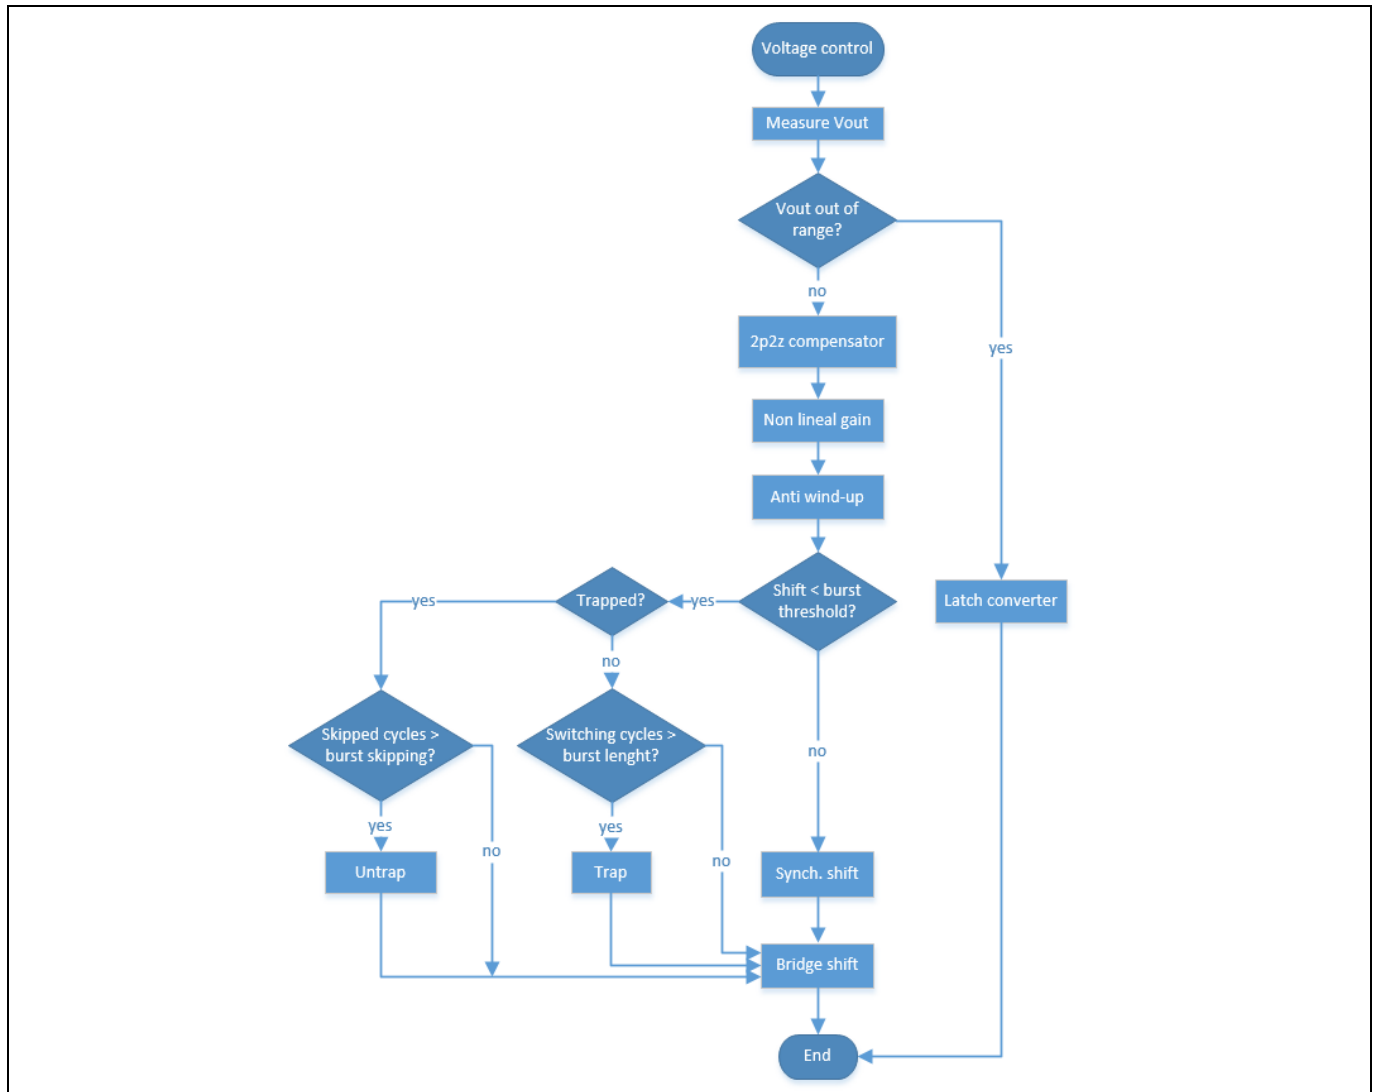 Voltage control
Measure Vout
Vout out of
range?
no
yes
2p2z compensator
Non lineal gain
Anti wind-up
Shift < burst
threshold?
yes
Trapped?
yes
Latch converter
no
Skipped cycles >
burst skipping?
Switching cycles >
burst lenght?
no
yes
yes
no
no
Untrap
Trap
Synch. shift
Bridge shift
End